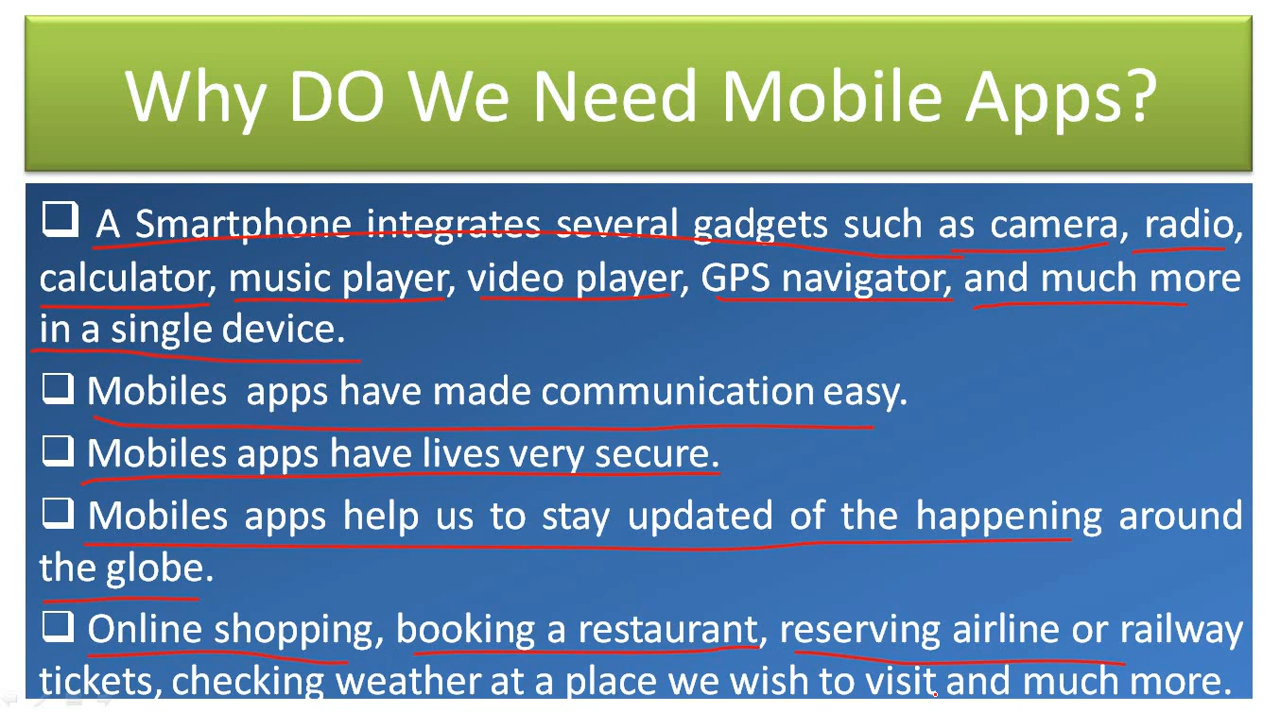 Why DO We Need Mobile Apps?
❑ A Smartphone integrates several gadgets such as camera, radio,
calculator, music player, video player, GPS navigator, and much more
in a single device.
❑ Mobiles apps have made communication easy.
❑ Mobiles apps have lives very secure.
❑ Mobiles apps help us to stay updated of the happening around
the globe.
❑ Online shopping, booking a restaurant, reserving airline or railway
tickets, checking weather at a place we wish to visit and much more.